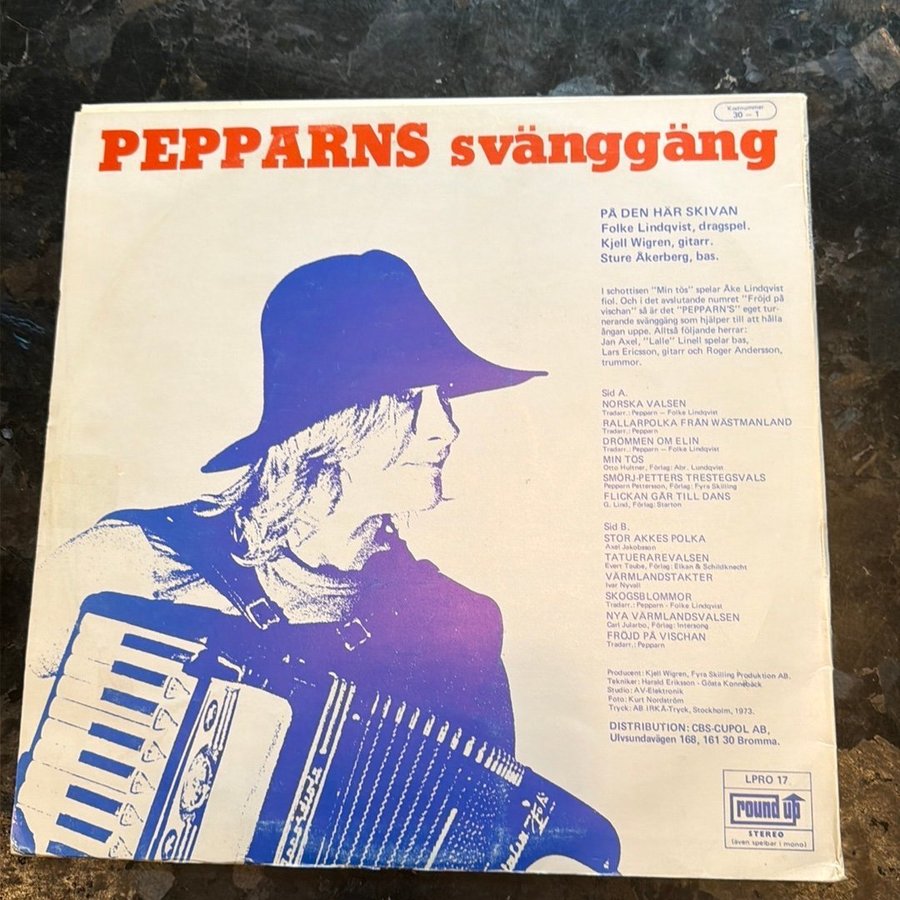 Kostnummer
30 — 1
PEPPARNS svänggäng
PÅ DEN HÄR SKIVAN
Folke Lindqvist, dragspel.
Kjell Wigren, gitarr.
Sture Åkerberg, bas.
I schottisen "Min tös" spelar Åke Lindqvist
fiol. Och i det avslutande numret "Fröjd på
vischan" så är det "PEPPARN'S" eget tur-
nerande svänggäng som hjälper till att hålla
ångan uppe. Alltså följande herrar:
Jan Axel, "Lalle" Linell spelar bas,
Lars Ericsson, gitarr och Roger Andersson,
trummor.
Sid A.
NORSKA VALSEN
Tradarr.: Pepparn — Folke Lindqvist
RALLARPOLKA FRÅN WÄSTMANLAND
Tradarr.: Pepparn
DRÖMMEN OM ELIN
Tradarr.: Pepparn — Folke Lindqvist
MIN TÖS
Otto Hultner, Förlag: Abr. Lundqvist
SMÖRJ-PETTERS TRESTEGSVALS
Pepparn Pettersson, Förlag: Fyra Skilling
FLICKAN GÅR TILL DANS
G. Lind, Förlag: Starton
Sid B.
STOR AKKES POLKA
Axel Jakobsson
TATUERAREVALSEN
Evert Taube, Förlag: Elkan & Schildknecht
VÄRMLANDSTAKTER
Ivar Nyvall
SKOGSBLOMMOR
Tradarr.: Pepparn - Folke Lindqvist
NYA VÄRMLANDSVALSEN
Carl Jularbo, Förlag: Intersong
FRÖJD PÅ VISCHAN
Tradarr.: Pepparn
Producent: Kjell Wigren, Fyra Skilling Produktion AB.
Tekniker: Harald Eriksson - Gösta Konnebäck
Studio: AV-Elektronik
Foto: Kurt Nordström
Tryck: AB IRKA-Tryck, Stockholm, 1973.
DISTRIBUTION: CBS-CUPOL AB,
Ulvsundavägen 168, 161 30 Bromma.
LPRO 17
round up
STEREO
(även spelbar i mono)